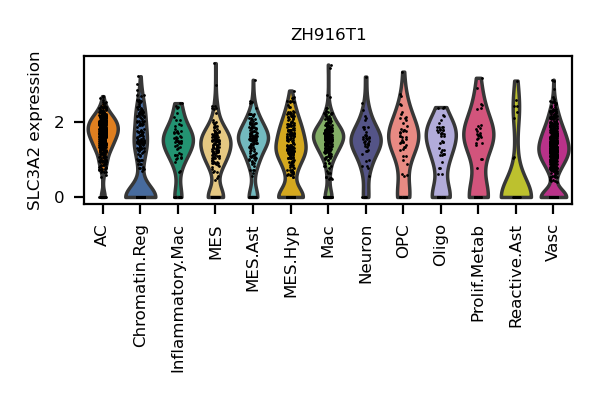 ZH916T1
SLC3A2 expression
2
0
AC
Chromatin.Reg
Inflammatory.Mac
MES
MES.Ast
MES.Hyp
Mac
Neuron
OPC
Oligo
Prolif.Metab
Reactive.Ast
Vasc